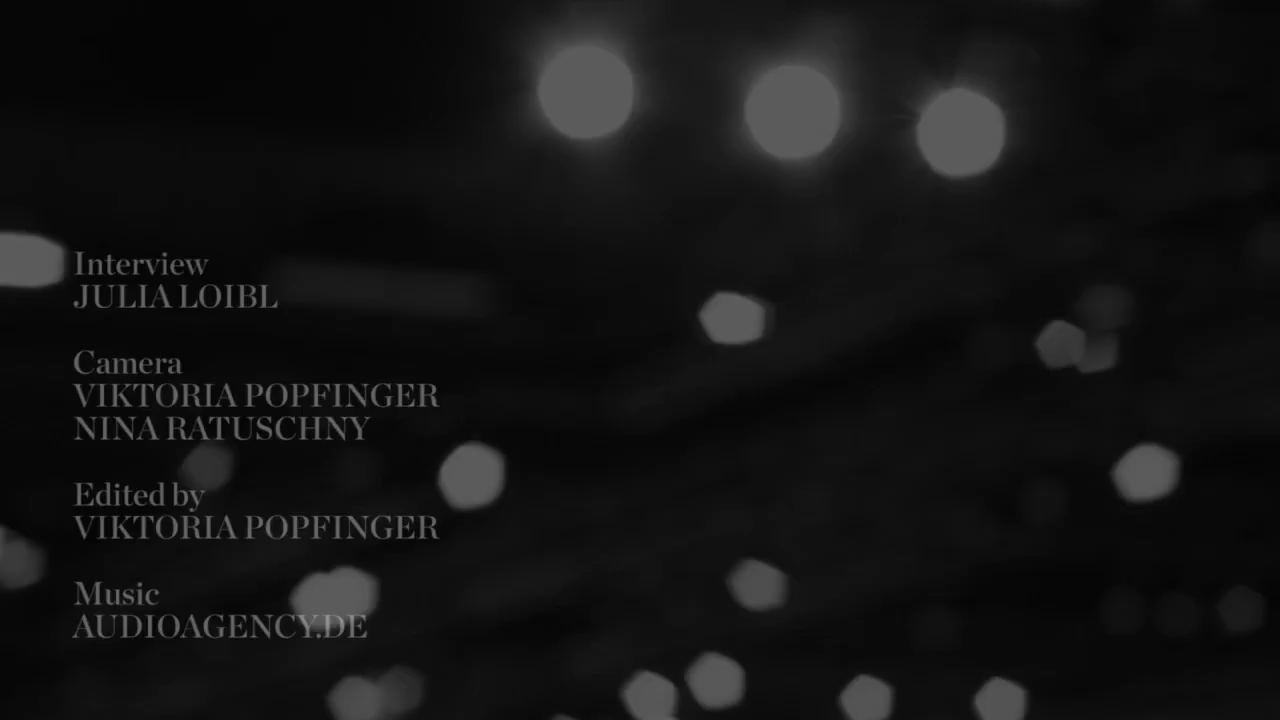 Interview
JULIA LOIBL
Camera
VIKTORIA POPFINGER
NINA RATUSCHNY
Edited by
VIKTORIA POPFINGER
Music
AUDIOAGENCY.DE